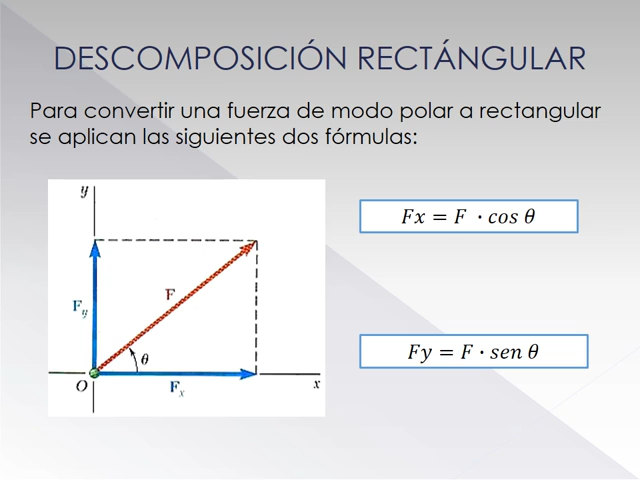 DESCOMPOSICIÓN RECTÁNGULAR
Para convertir una fuerza de modo polar a rectangular
se aplican las siguientes dos fórmulas:
y
F
Fy
θ
O
Fx
x
Fx = F · cos θ
Fy = F · sen θ